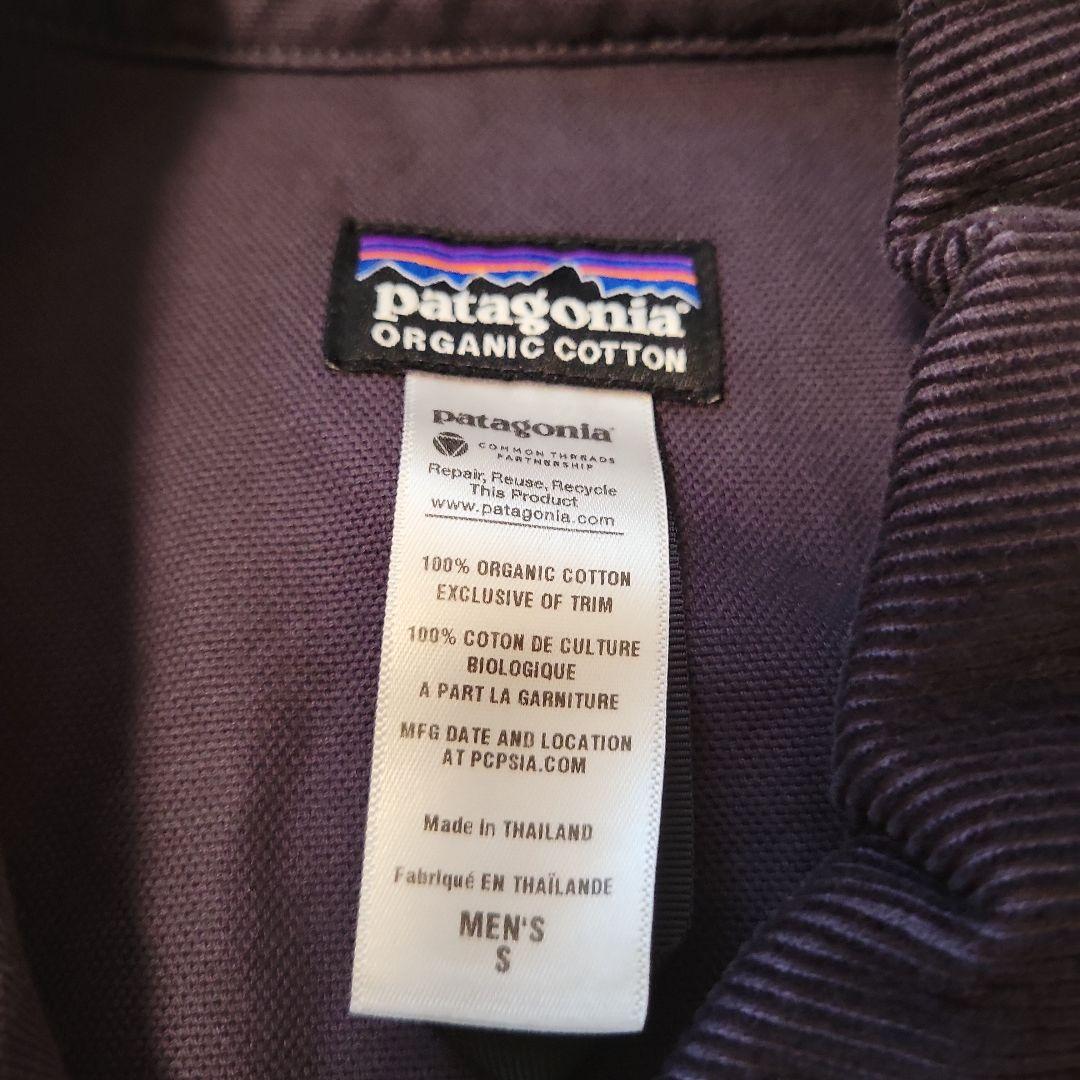 patagonia®
ORGANIC COTTON
patagonia®
COMMON THREADS
PARTNERSHIP
Repair, Reuse, Recycle
This Product
www.patagonia.com
100% ORGANIC COTTON
EXCLUSIVE OF TRIM
100% COTON DE CULTURE
BIOLOGIQUE
A PART LA GARNITURE
MFG DATE AND LOCATION
AT PCPSIA.COM
Made in THAILAND
Fabriqué EN THAÏLANDE
MEN'S
S